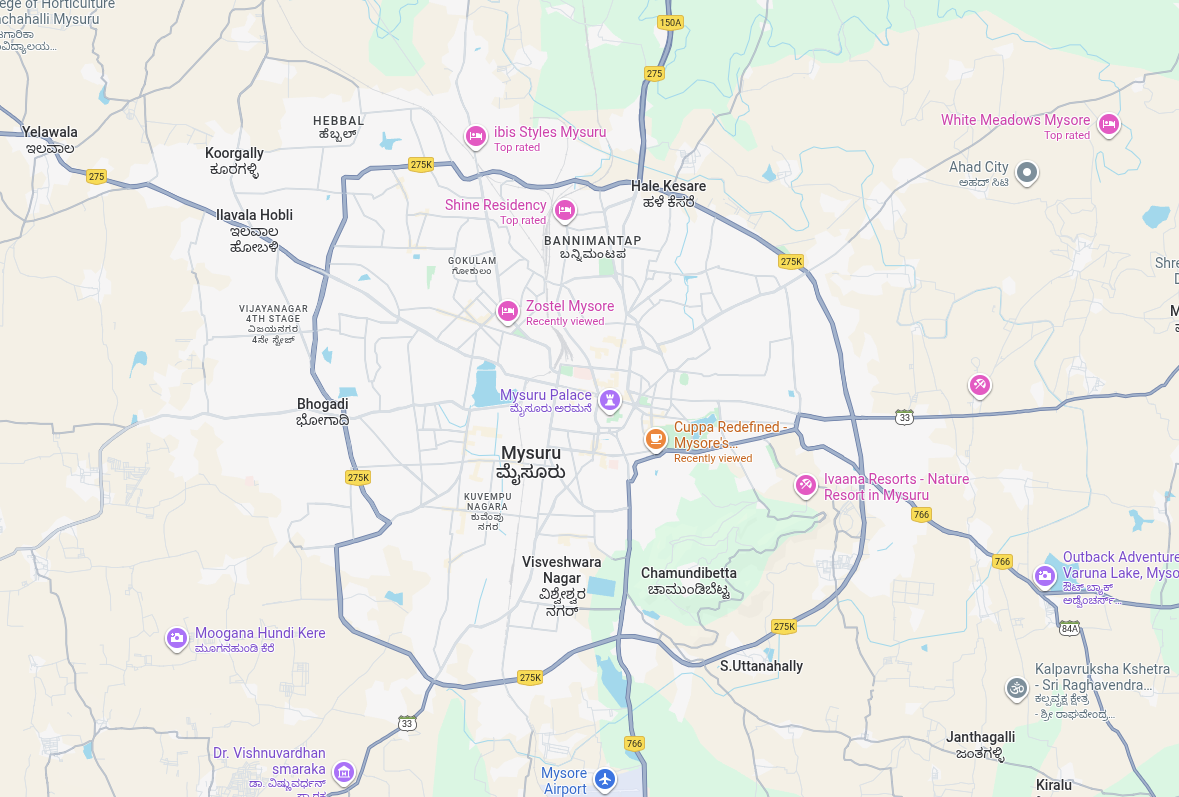 ege of Horticulture
achahalli Mysuru
150A
275
HEBBAL
ಹೆಬ್ಬಲ್
ibis Styles Mysuru
Top rated
White Meadows Mysore
Top rated
Yelawala
ಇಲವಾಲ
Koorgally
ಕೂರಗಳ್ಳಿ
275K
275
Ahad City
ಅಹದ್ ಸಿಟಿ
Hale Kesare
ಹಳೆ ಕೆಸರೆ
Shine Residency
Top rated
Ilavala Hobli
ಇಲವಾಲ
ಹೋಬಳಿ
BANNIMANTAP
ಬನ್ನಿಮಂಟಪ
GOKULAM
ಗೋಕುಲಂ
275K
Shre
D
Zostel Mysore
Recently viewed
VIJAYANAGAR
4TH STAGE
ವಿಜಯನಗರ
4ನೇ ಸ್ಟೇಜ್
M
Mysuru Palace
ಮೈಸೂರು ಅರಮನೆ
Bhogadi
ಭೋಗಾದಿ
33
Cuppa Redefined -
Mysore's...
Recently viewed
Mysuru
ಮೈಸೂರು
275K
Ivaana Resorts - Nature
Resort in Mysuru
KUVEMPU
NAGARA
ಕುವೆಂಪು
ನಗರ
766
766
Visveshwara
Nagar
ವಿಶ್ವೇಶ್ವರ
ನಗರ್
Chamundibetta
ಚಾಮುಂಡಿಬೆಟ್ಟ
Outback Adventure
Varuna Lake, Myso
ಔಟ್‌ಬ್ಯಾಕ್
ಅಡ್ವೆಂಚರ್ಸ್...
275K
84A
Moogana Hundi Kere
ಮೂಗನಹುಂಡಿ ಕೆರೆ
S.Uttanahally
275K
Kalpavruksha Kshetra
- Sri Raghavendra...
ಕಲ್ಪವೃಕ್ಷ ಕ್ಷೇತ್ರ
- ಶ್ರೀ ರಾಘವೇಂದ್ರ...
33
766
Janthagalli
ಜಂತಗಳ್ಳಿ
Dr. Vishnuvardhan
smaraka
ಡಾ. ವಿಷ್ಣುವರ್ಧನ್
Mysore
Airport
Kiralu